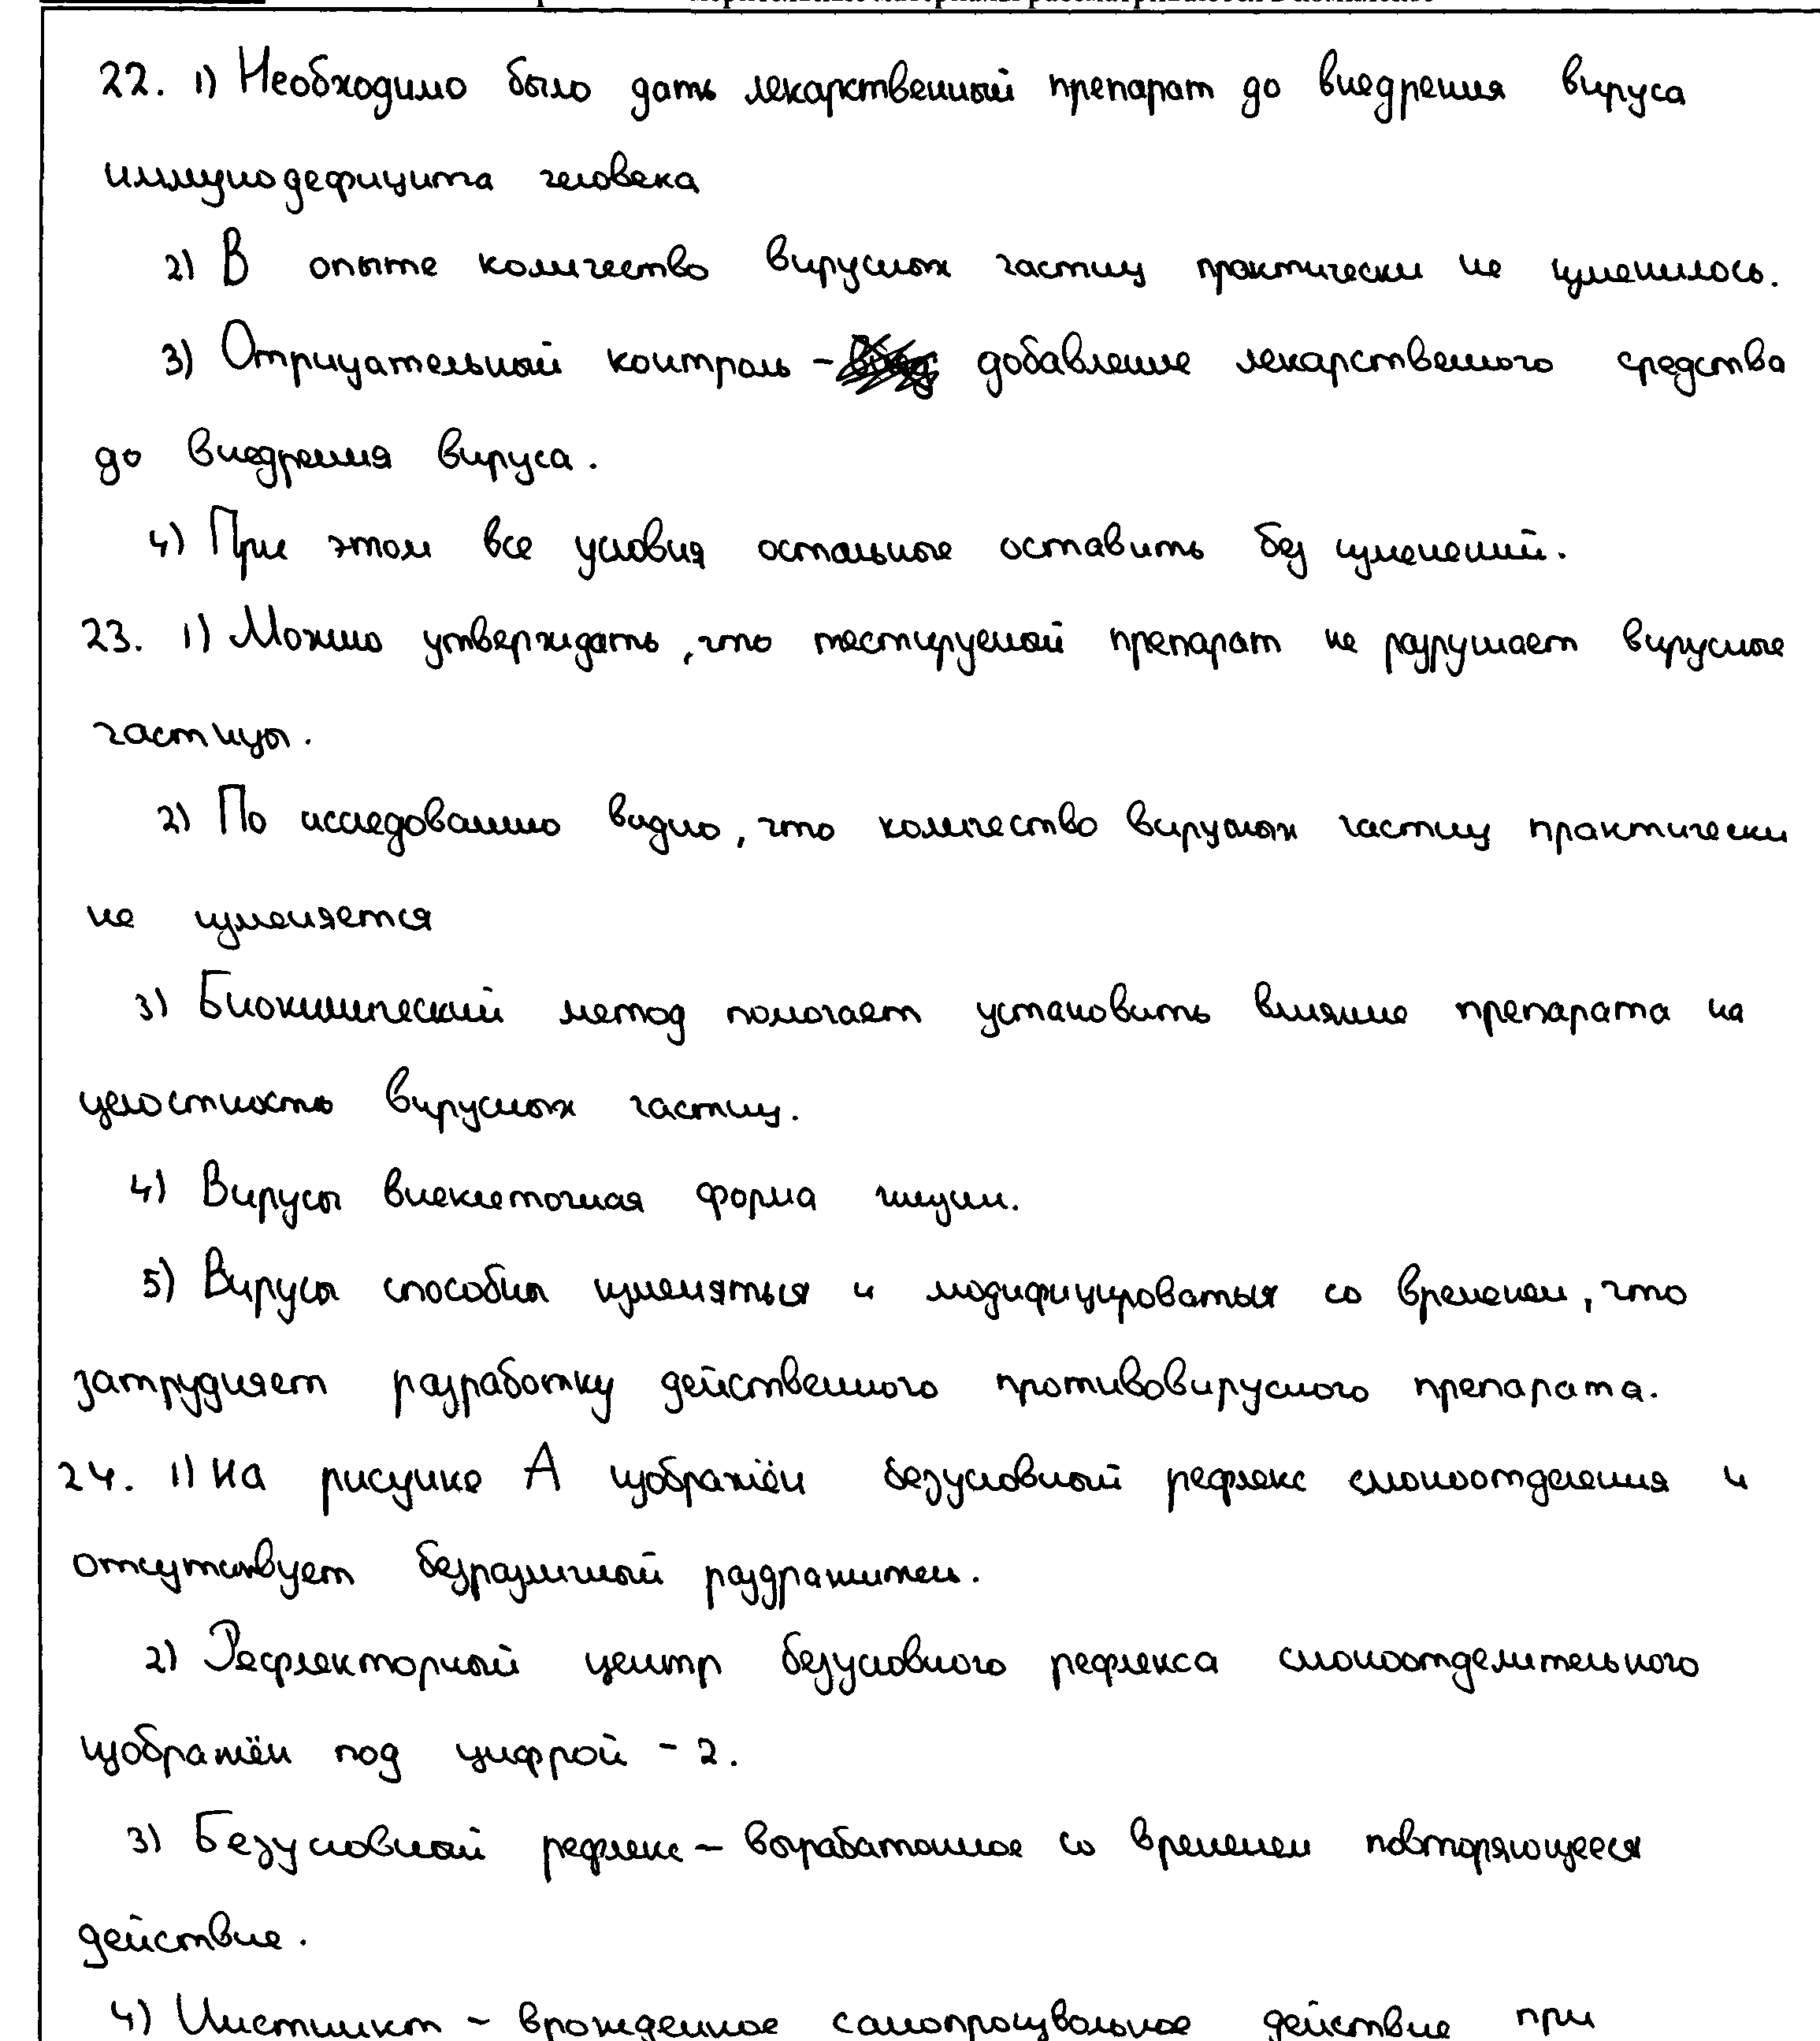 22. 1) Необходимо было дать лекарственный препарат до внедрения вируса
иммунодефицита человека
2) В опыте количество вирусных частиц практически не изменилось.
3) Отрицательный контроль - добавление лекарственного средства
до внедрения вируса.
4) При этом все условия остальные оставить без изменений.
23. 1) Можно утверждать, что тестируемый препарат не разрушает вирусные
частицы.
2) По исследованию видно, что количество вирусных частиц практически
не изменяется
3) Биохимический метод помогает установить влияние препарата на
целостность вирусных частиц.
4) Вирусы внеклеточная форма жизни.
5) Вирусы способны изменяться и модифицироваться со временем, что
затрудняет разработку действенного противовирусного препарата.
24. 1) На рисунке А изображён безусловный рефлекс слюноотделения и
отсутствует безразличный раздражитель.
2) Рефлекторный центр безусловного рефлекса слюноотделительного
изображён под цифрой - 2.
3) Безусловный рефлекс - выработанное со временем повторяющееся
действие.
4) Инстинкт - врожденное самопроизвольное действие при